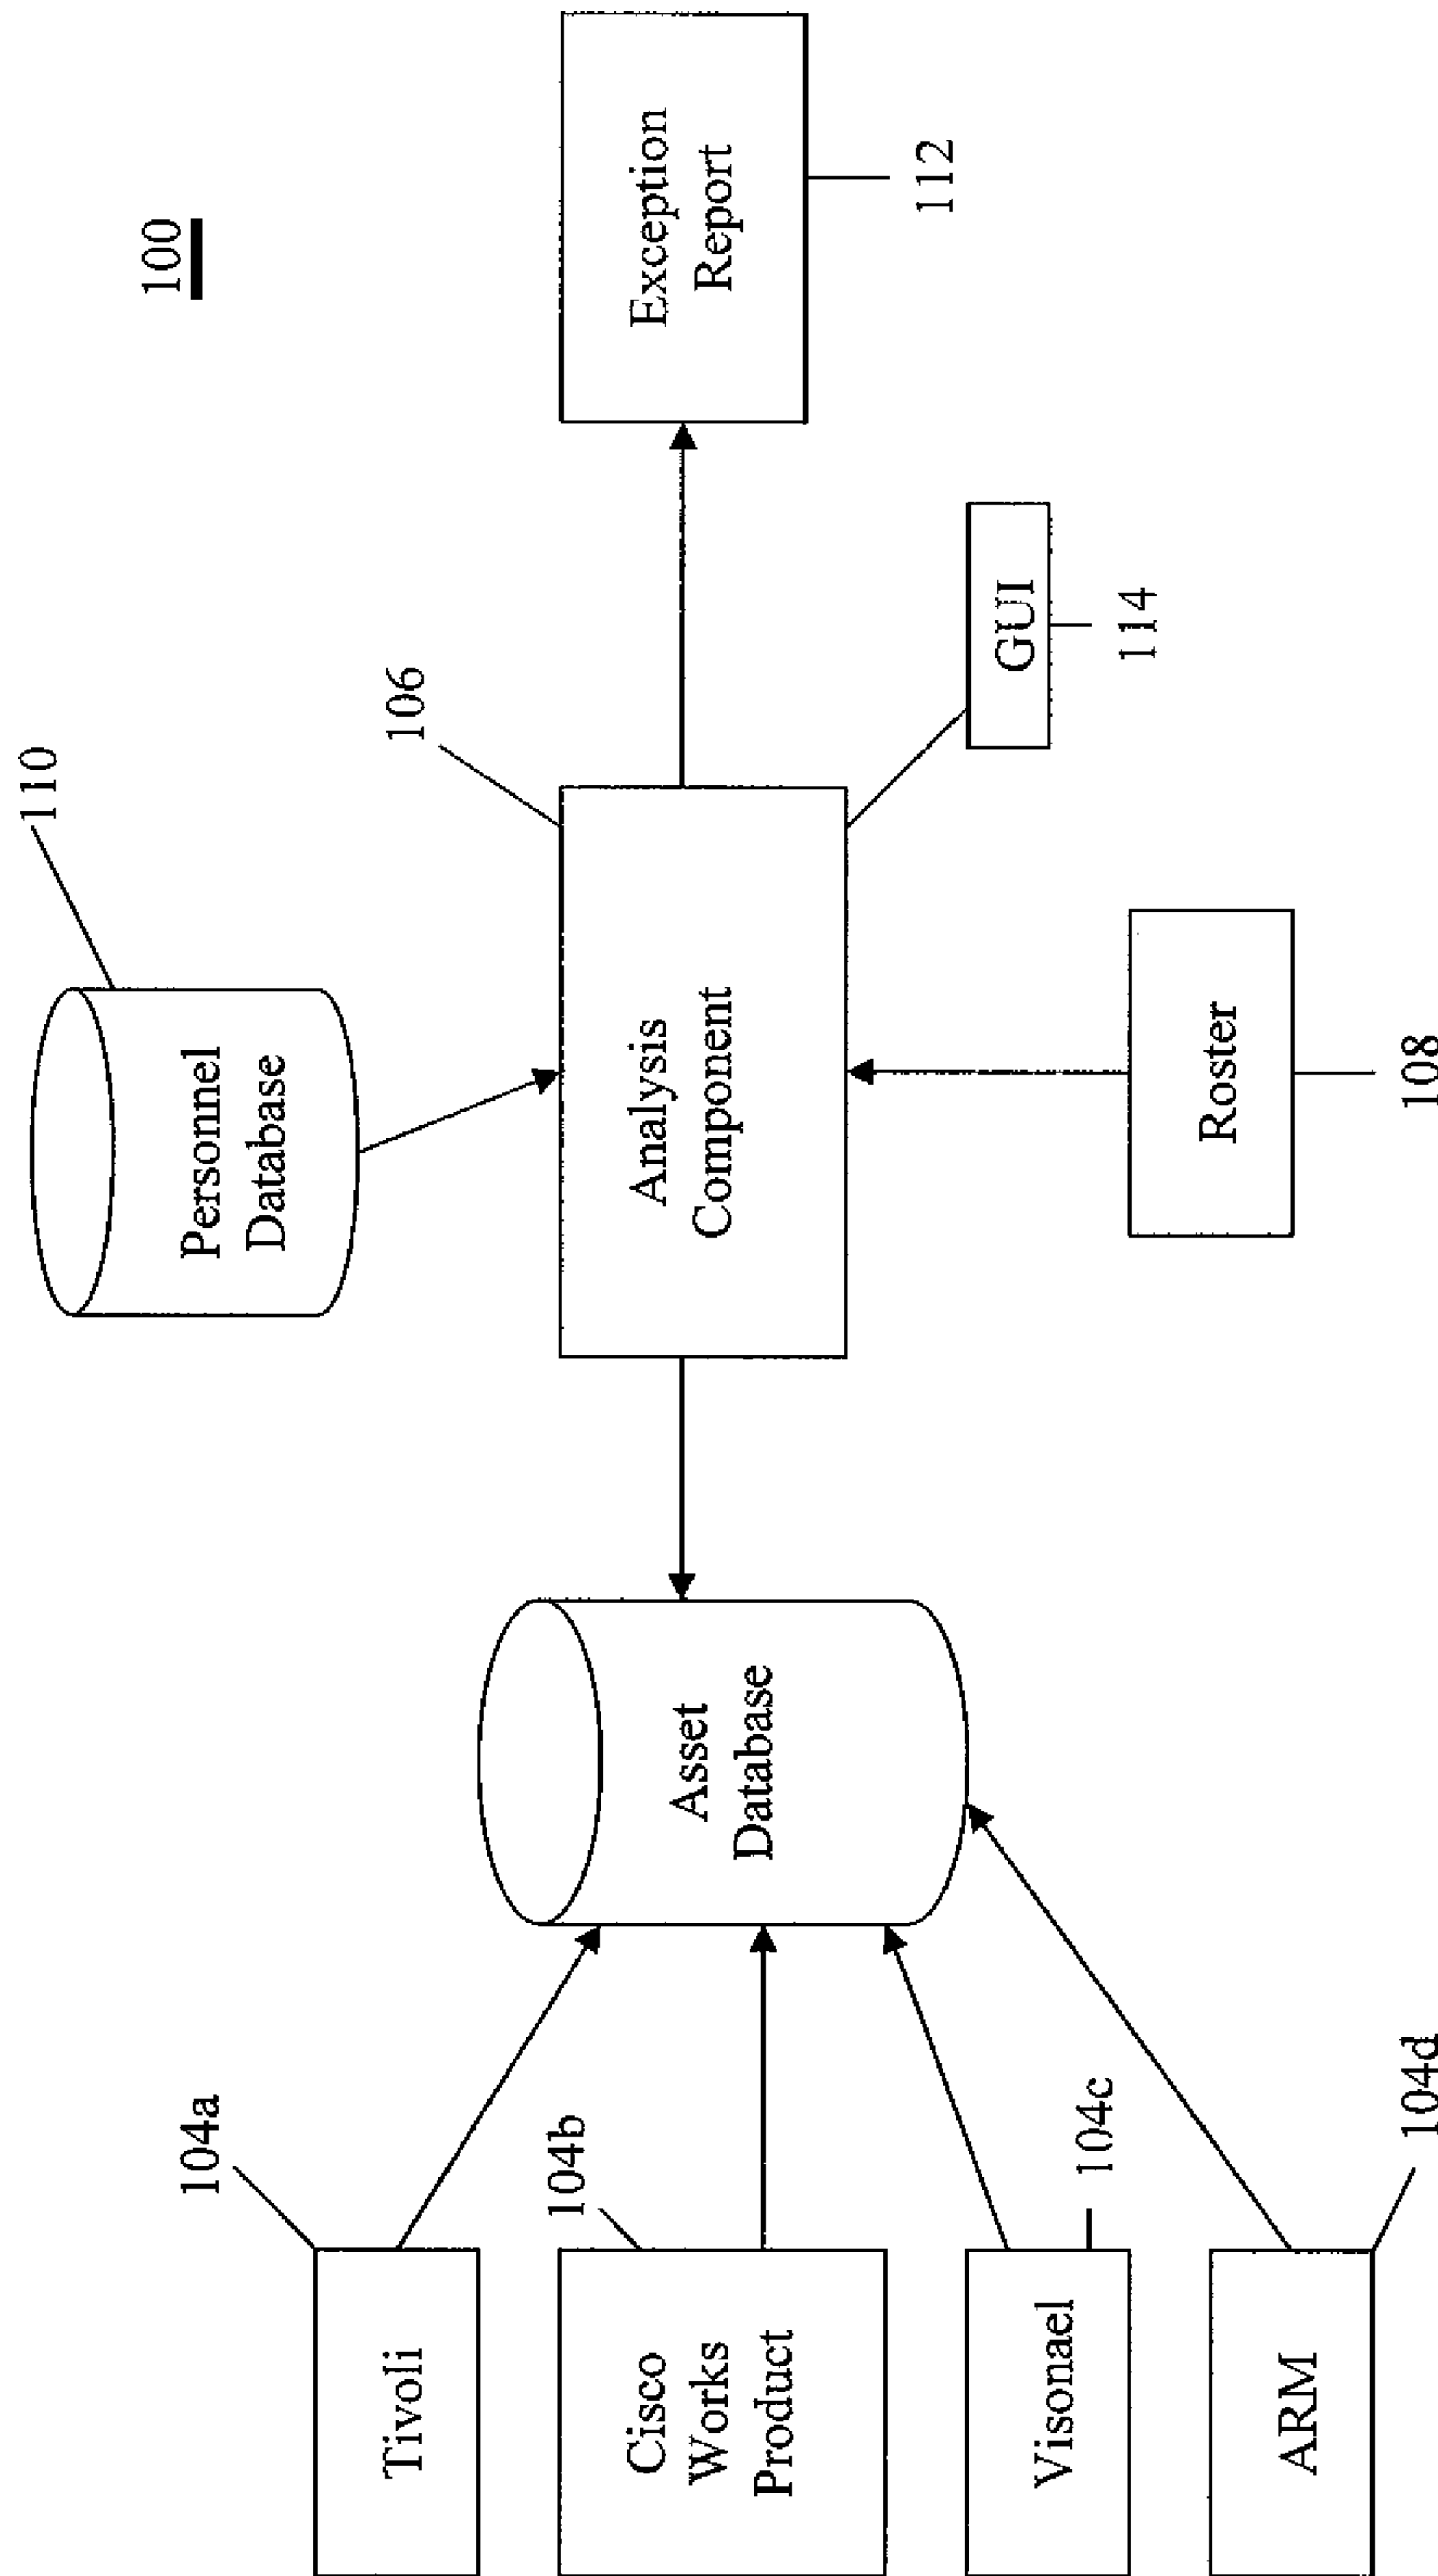 100
110
Personnel
Database
106
104a
Tivoli
104b
Cisco
Works
Product
Asset
Database
Analysis
Component
Exception
Report
112
GUI
114
104c
Visonael
Roster
108
ARM
104d